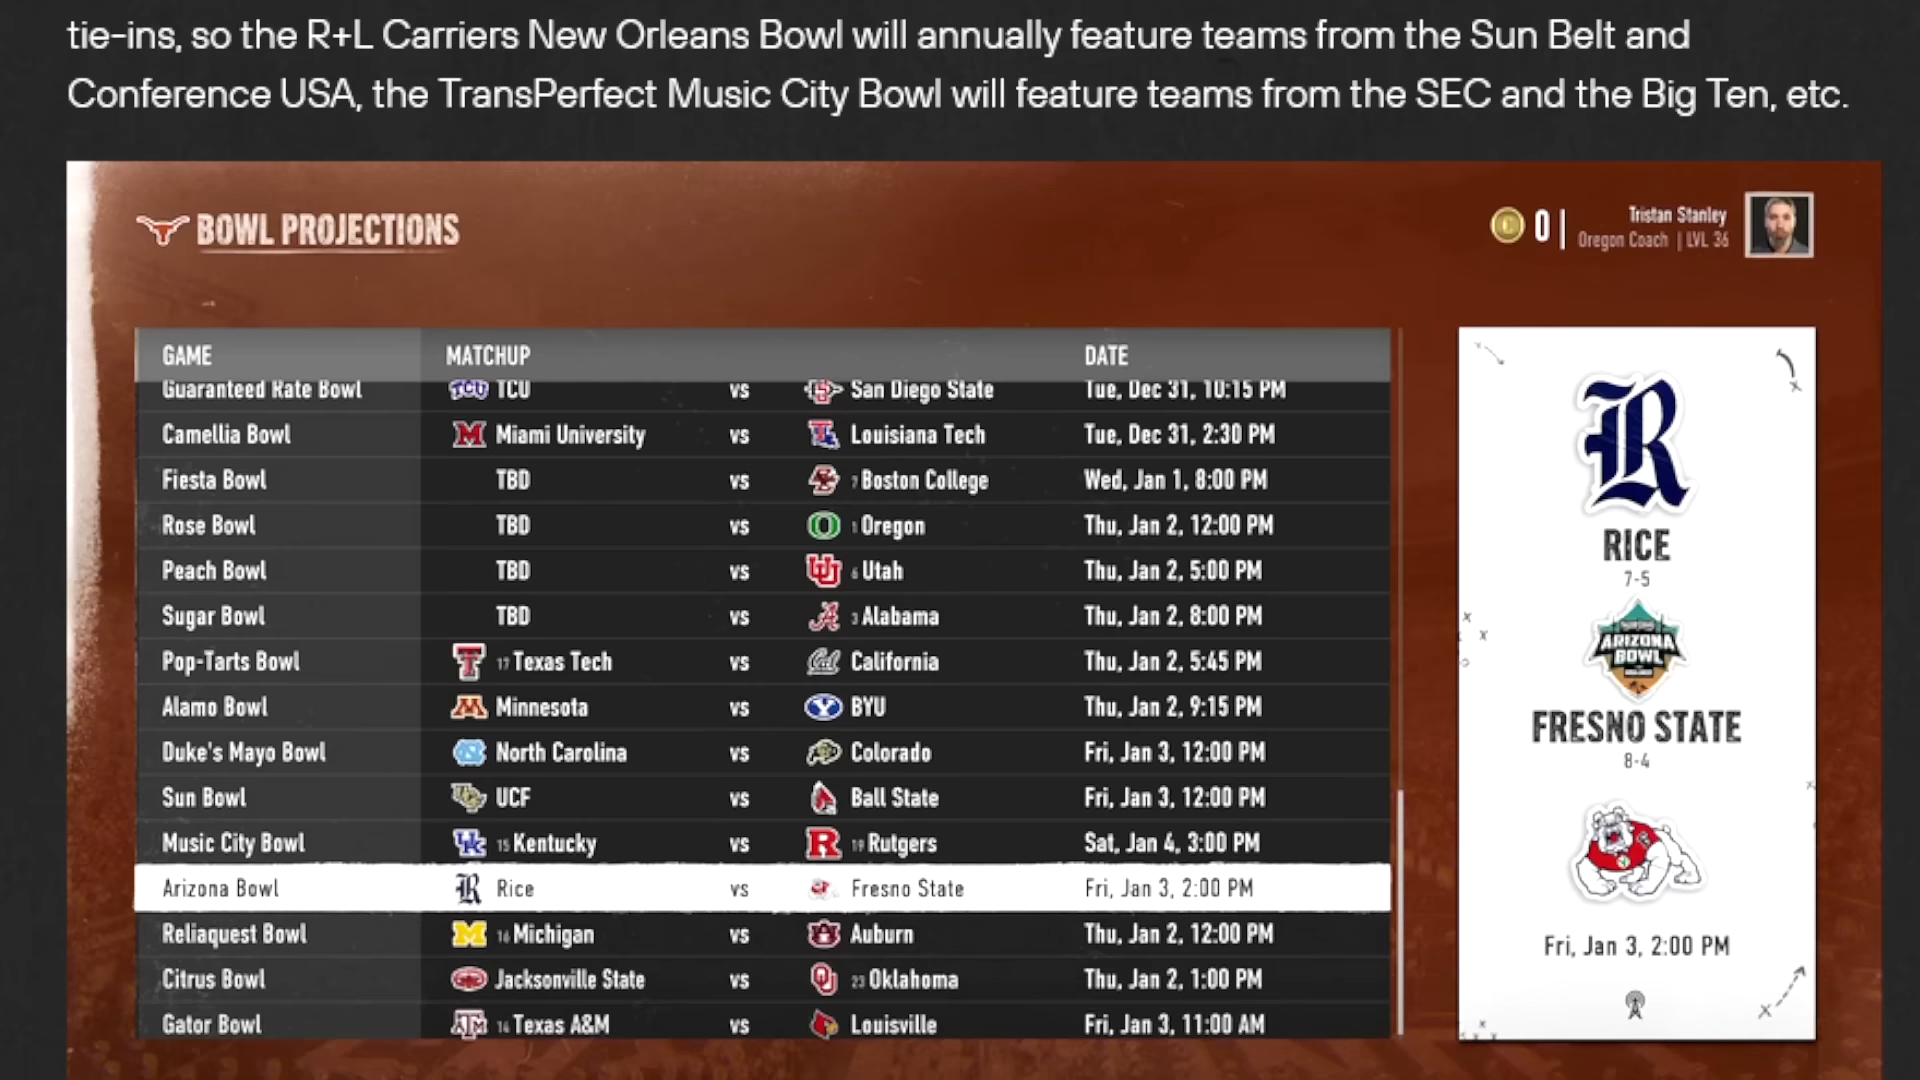 tie-ins, so the R+L Carriers New Orleans Bowl will annually feature teams from the Sun Belt and
Conference USA, the TransPerfect Music City Bowl will feature teams from the SEC and the Big Ten, etc.
BOWL PROJECTIONS
0 | Tristan Stanley
Oregon Coach | LVL 36
GAME MATCHUP DATE
Guaranteed Rate Bowl TCU vs San Diego State Tue, Dec 31, 10:15 PM
Camellia Bowl Miami University vs Louisiana Tech Tue, Dec 31, 2:30 PM
Fiesta Bowl TBD vs 7 Boston College Wed, Jan 1, 8:00 PM
Rose Bowl TBD vs 1 Oregon Thu, Jan 2, 12:00 PM
Peach Bowl TBD vs 6 Utah Thu, Jan 2, 5:00 PM
Sugar Bowl TBD vs 3 Alabama Thu, Jan 2, 8:00 PM
Pop-Tarts Bowl 17 Texas Tech vs California Thu, Jan 2, 5:45 PM
Alamo Bowl Minnesota vs BYU Thu, Jan 2, 9:15 PM
Duke's Mayo Bowl North Carolina vs Colorado Fri, Jan 3, 12:00 PM
Sun Bowl UCF vs Ball State Fri, Jan 3, 12:00 PM
Music City Bowl 15 Kentucky vs 19 Rutgers Sat, Jan 4, 3:00 PM
Arizona Bowl Rice vs Fresno State Fri, Jan 3, 2:00 PM
Reliaquest Bowl 16 Michigan vs Auburn Thu, Jan 2, 12:00 PM
Citrus Bowl Jacksonville State vs 23 Oklahoma Thu, Jan 2, 1:00 PM
Gator Bowl 14 Texas A&M vs Louisville Fri, Jan 3, 11:00 AM
RICE
7-5
ARIZONA
BOWL
FRESNO STATE
8-4
Fri, Jan 3, 2:00 PM